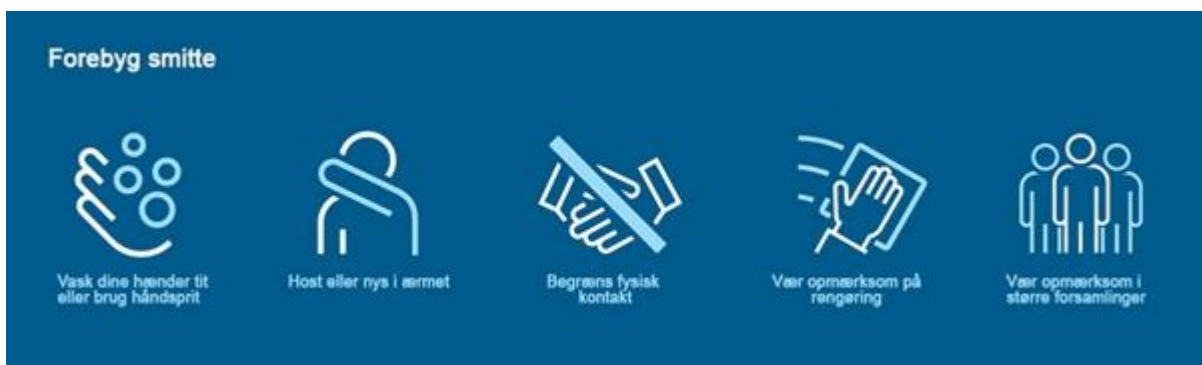 Forebyg smitte
Vask dine hænder tit
eller brug håndsprit
Host eller nys i ærmet
Begræns fysisk
kontakt
Vær opmærksom på
rengøring
Vær opmærksom i
større forsamlinger